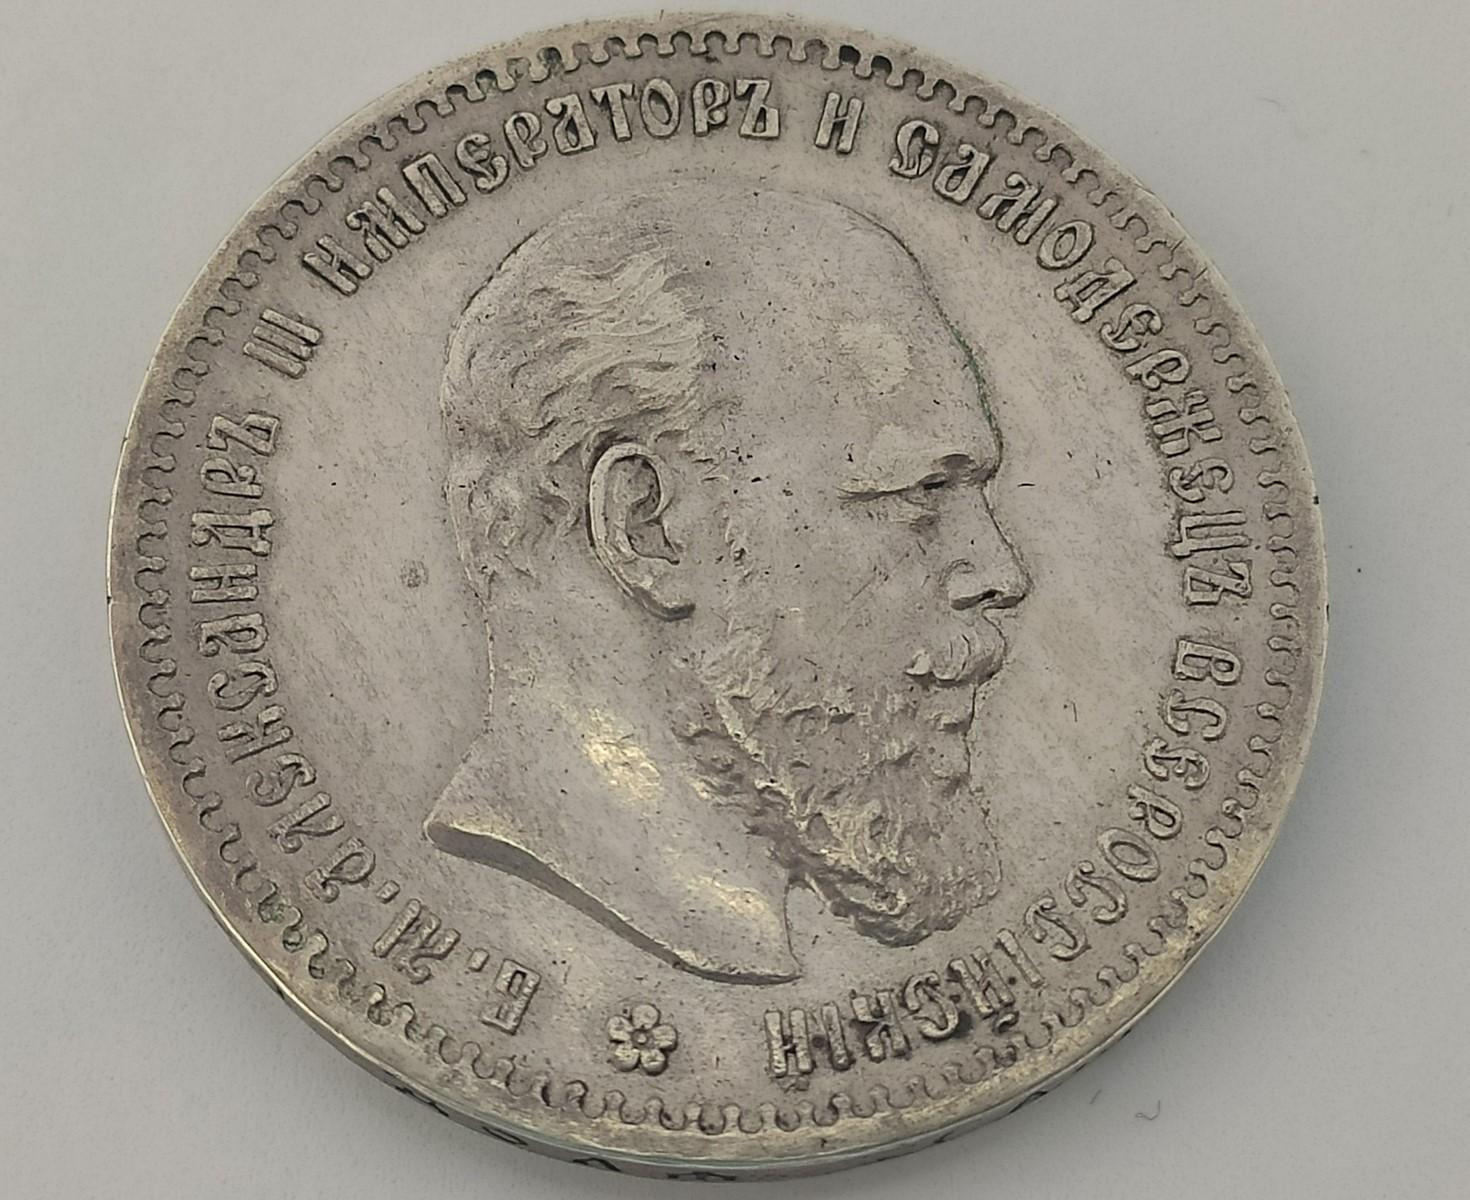 Б. М. АЛЕКСАНДРЪ III ИМПЕРАТОРЪ И САМОДЕРЖЕЦЪ ВСЕРОССІЙСКІЙ